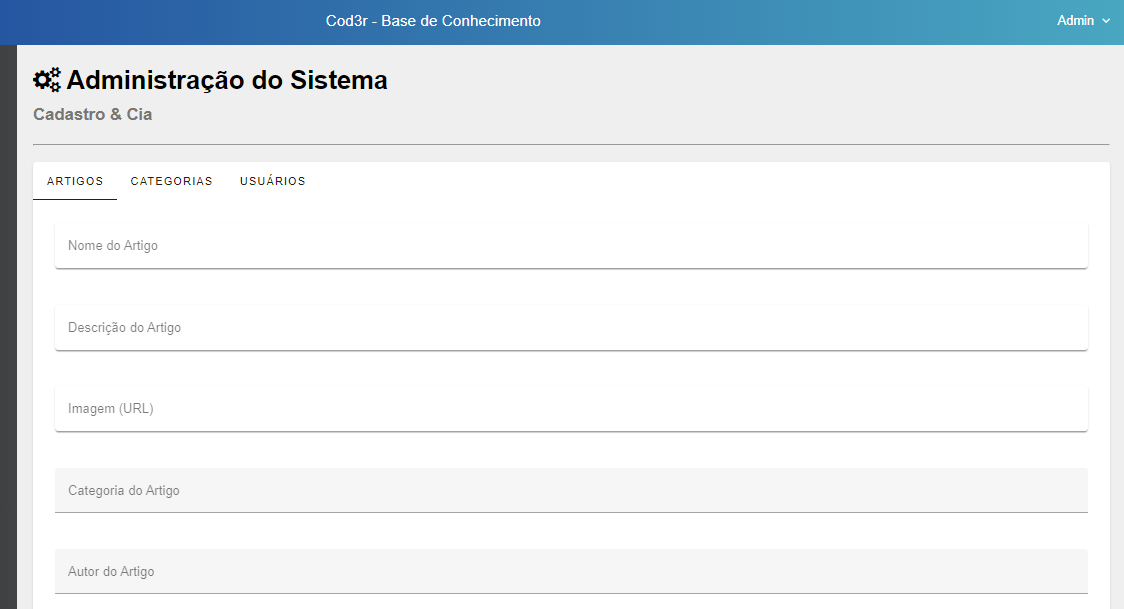 Cod3r - Base de Conhecimento
Admin
Administração do Sistema
Cadastro & Cia
ARTIGOS CATEGORIAS USUÁRIOS
Nome do Artigo
Descrição do Artigo
Imagem (URL)
Categoria do Artigo
Autor do Artigo